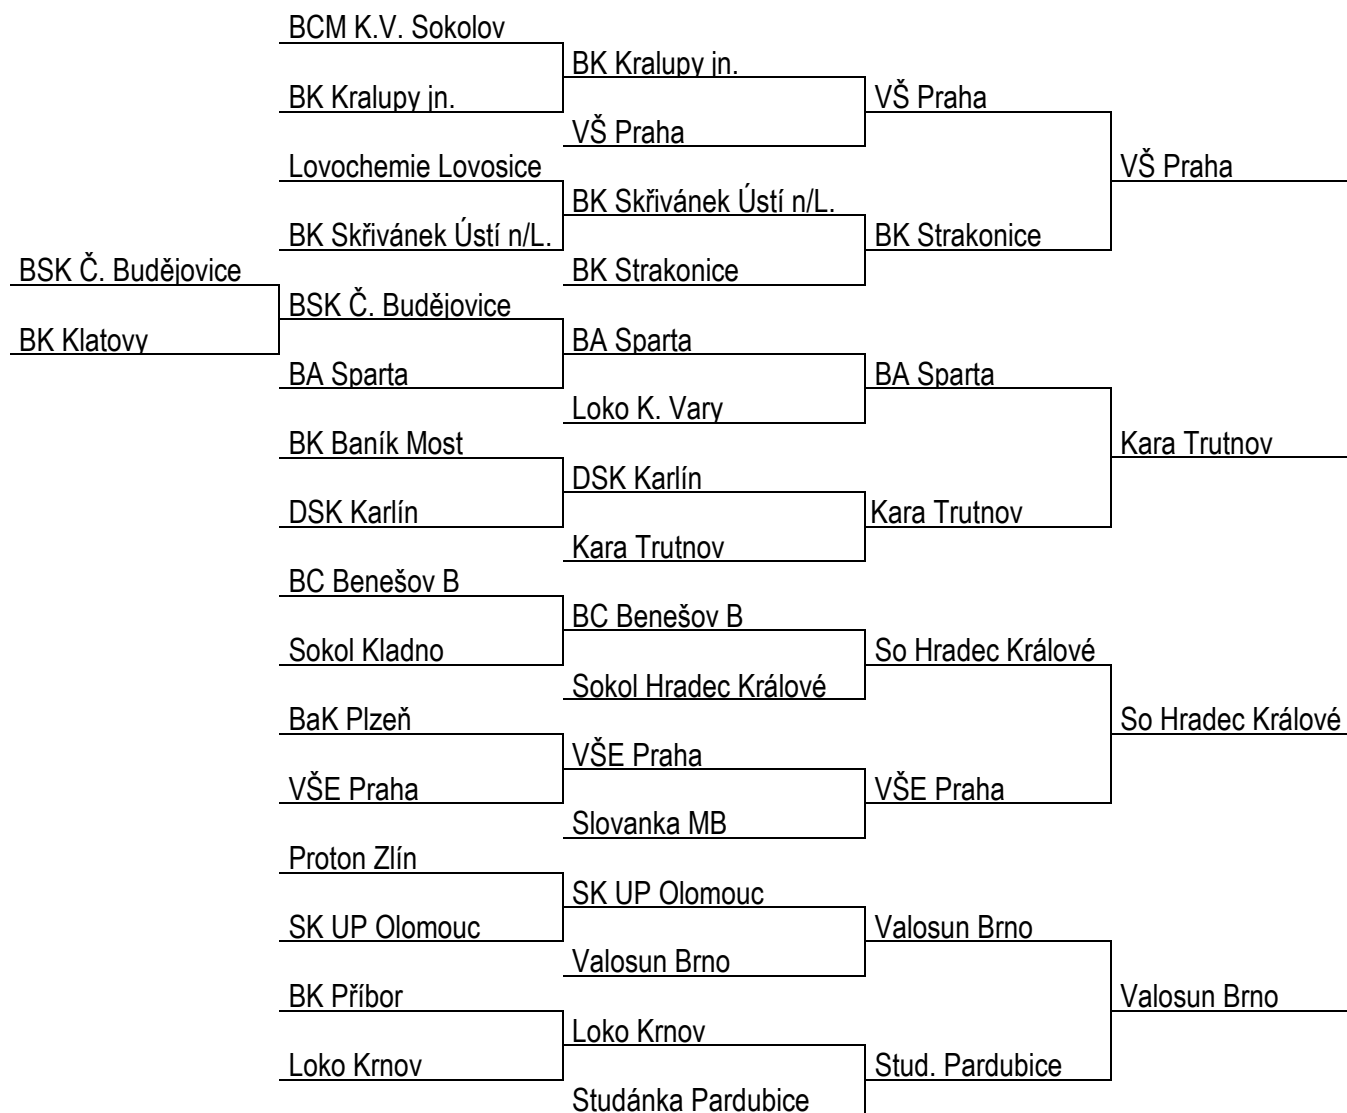 BCM K.V. Sokolov
BK Kralupy jn.
BK Kralupy jn.
VŠ Praha
VŠ Praha
Lovochemie Lovosice
VŠ Praha
BK Skřivánek Ústí n/L.
BK Skřivánek Ústí n/L.
BK Strakonice
BSK Č. Budějovice
BK Strakonice
BSK Č. Budějovice
BK Klatovy
BA Sparta
BA Sparta
BA Sparta
Loko K. Vary
BK Baník Most
Kara Trutnov
DSK Karlín
DSK Karlín
Kara Trutnov
Kara Trutnov
BC Benešov B
BC Benešov B
Sokol Kladno
So Hradec Králové
Sokol Hradec Králové
BaK Plzeň
So Hradec Králové
VŠE Praha
VŠE Praha
VŠE Praha
Slovanka MB
Proton Zlín
SK UP Olomouc
SK UP Olomouc
Valosun Brno
Valosun Brno
BK Příbor
Valosun Brno
Loko Krnov
Loko Krnov
Stud. Pardubice
Studánka Pardubice